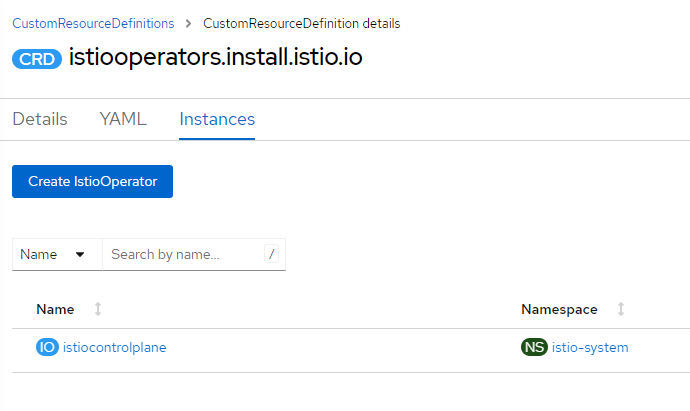 CustomResourceDefinitions > CustomResourceDefinition details
CRD istiooperators.install.istio.io
Details YAML Instances
Create IstioOperator
Name Search by name... /
Name Namespace
IO istiocontrolplane NS istio-system